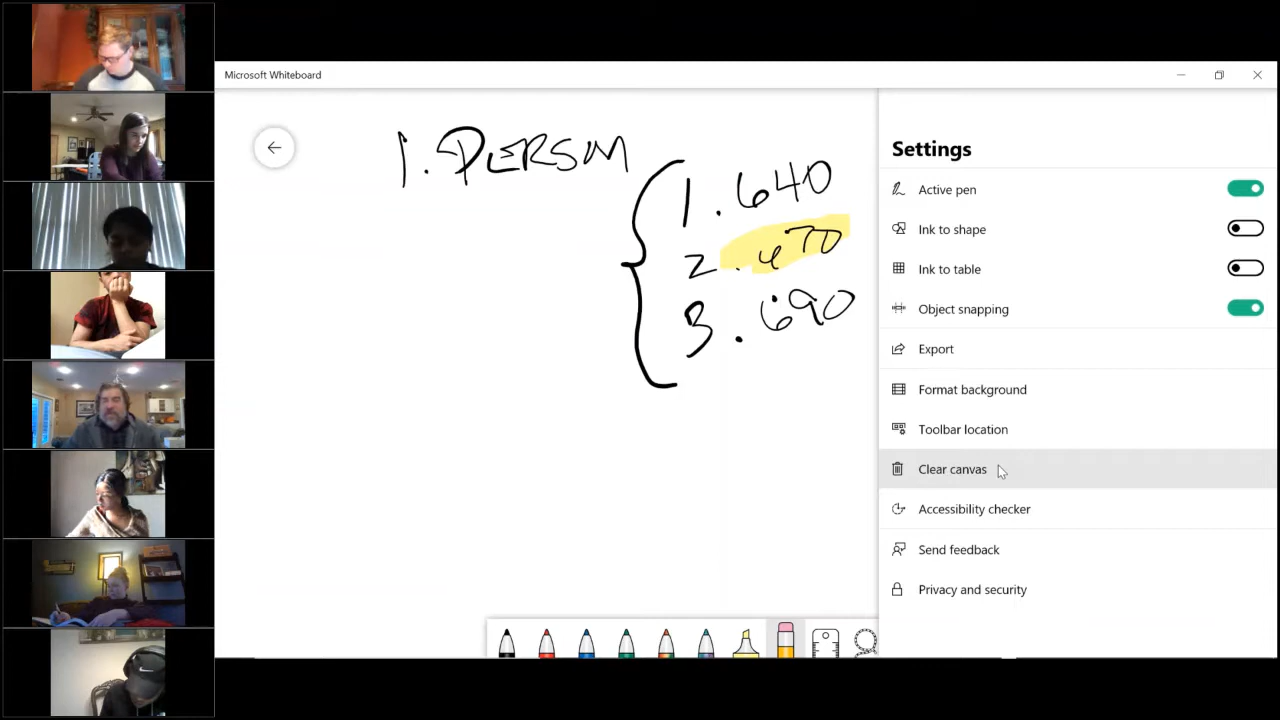 Microsoft Whiteboard
1. PERSON
1. 640
2. 470
3. 690
Settings
Active pen
Ink to shape
Ink to table
Object snapping
Export
Format background
Toolbar location
Clear canvas
Accessibility checker
Send feedback
Privacy and security